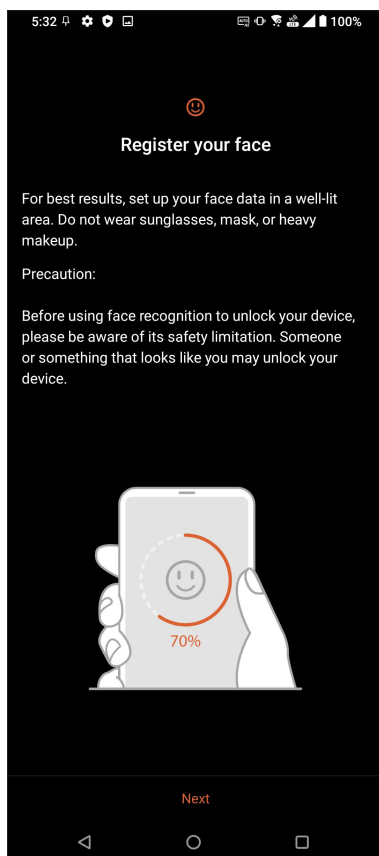 5:32
100%
Register your face
For best results, set up your face data in a well-lit
area. Do not wear sunglasses, mask, or heavy
makeup.
Precaution:
Before using face recognition to unlock your device,
please be aware of its safety limitation. Someone
or something that looks like you may unlock your
device.
70%
Next